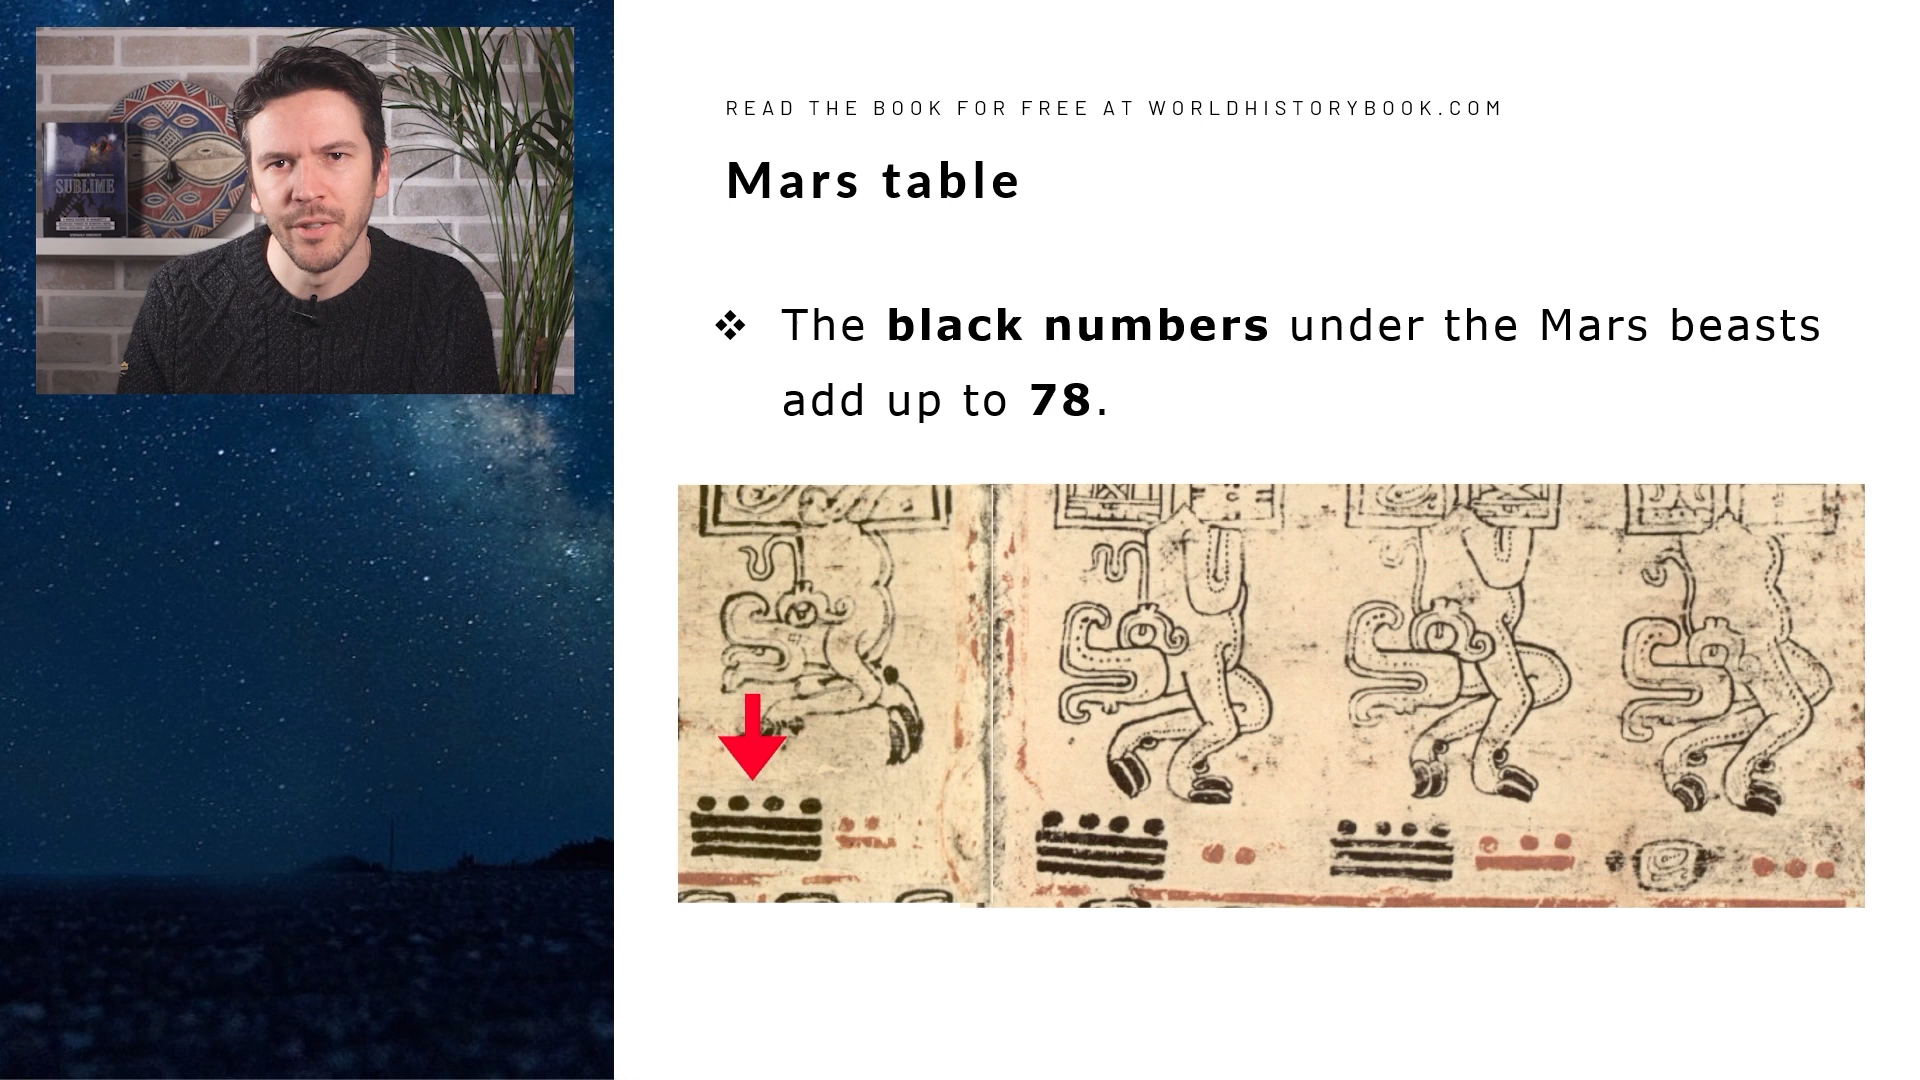 SUBLIME
READ THE BOOK FOR FREE AT WORLDHISTORYBOOK.COM
Mars table
❖ The black numbers under the Mars beasts
add up to 78.